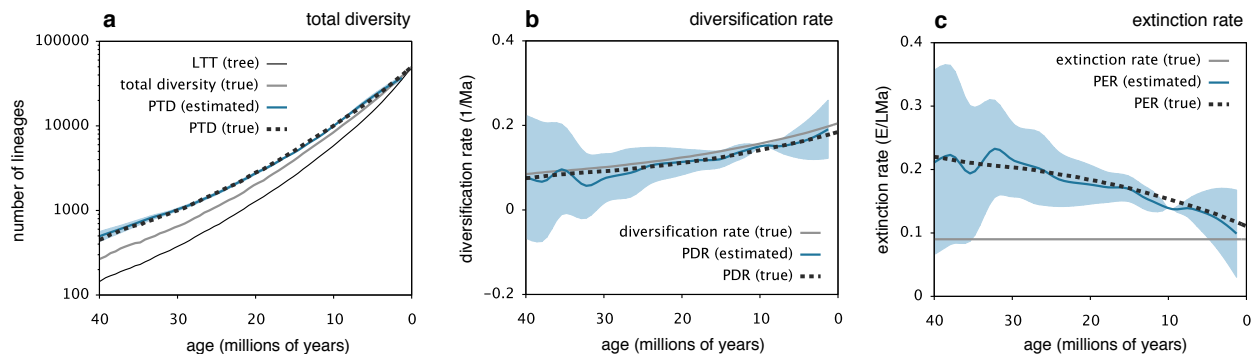 a total diversity
number of lineages
100000
10000
1000
100
LTT (tree)
total diversity (true)
PTD (estimated)
PTD (true)
40 30 20 10 0
age (millions of years)
b diversification rate
diversification rate (1/Ma)
0.4
0.2
0
−0.2
diversification rate (true)
PDR (estimated)
PDR (true)
40 30 20 10 0
age (millions of years)
c extinction rate
extinction rate (E/LMa)
0.4
0.3
0.2
0.1
0
extinction rate (true)
PER (estimated)
PER (true)
40 30 20 10 0
age (millions of years)